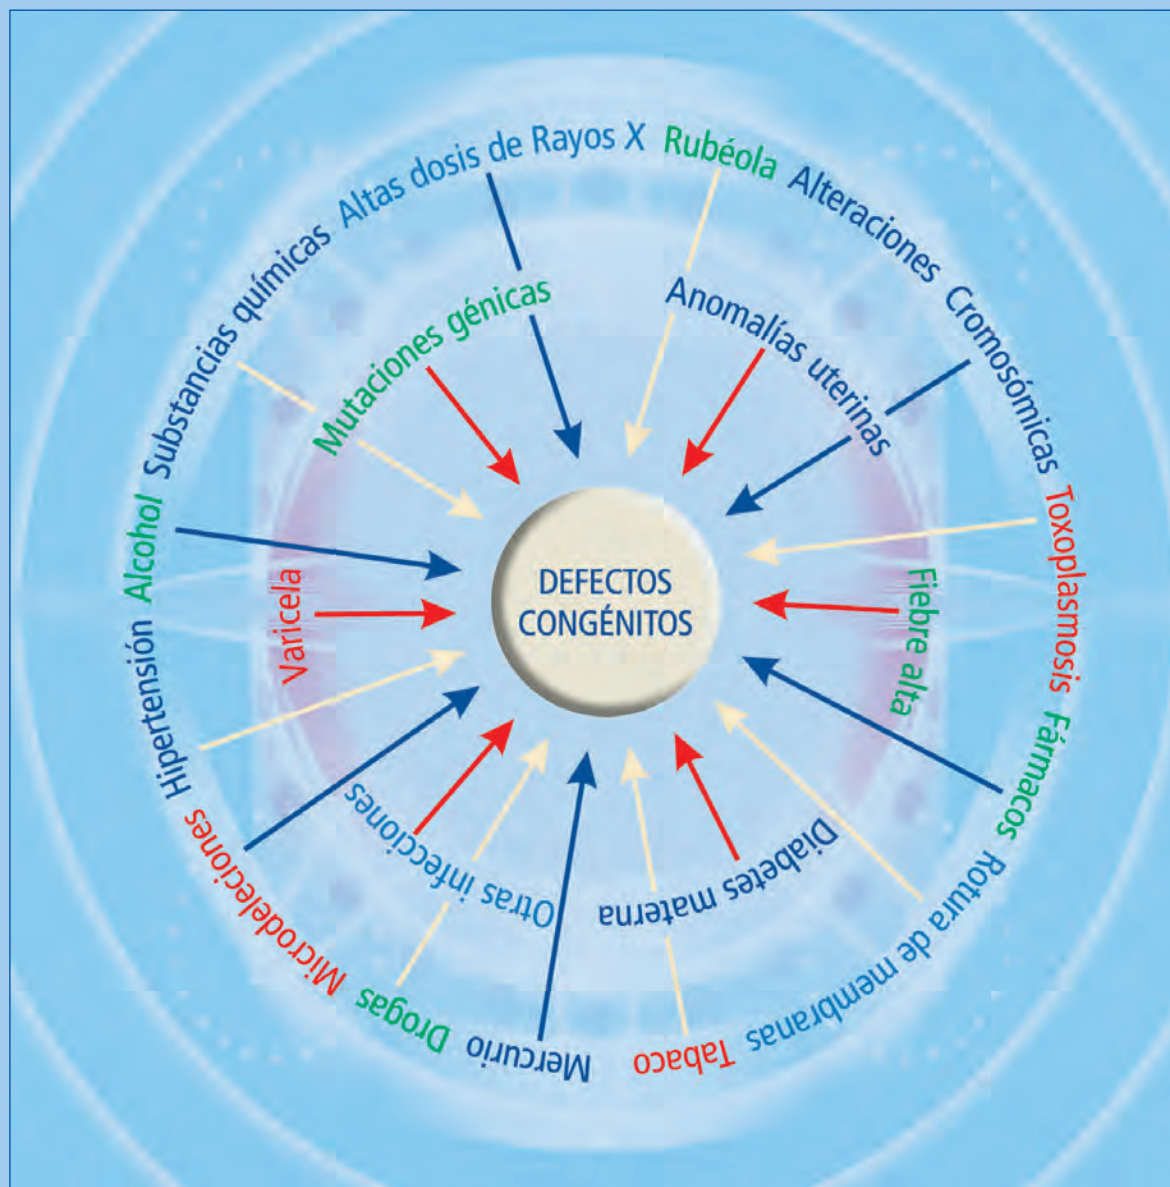 Altas dosis de Rayos X
Rubéola
Alteraciones Cromosómicas
Toxoplasmosis
Fármacos
Rotura de membranas
Tabaco
Mercurio
Drogas
Microdeleciones
Hipertensión
Alcohol
Substancias químicas
Mutaciones génicas
Anomalías uterinas
Fiebre alta
Diabetes materna
Otras infecciones
Varicela
DEFECTOS
CONGÉNITOS